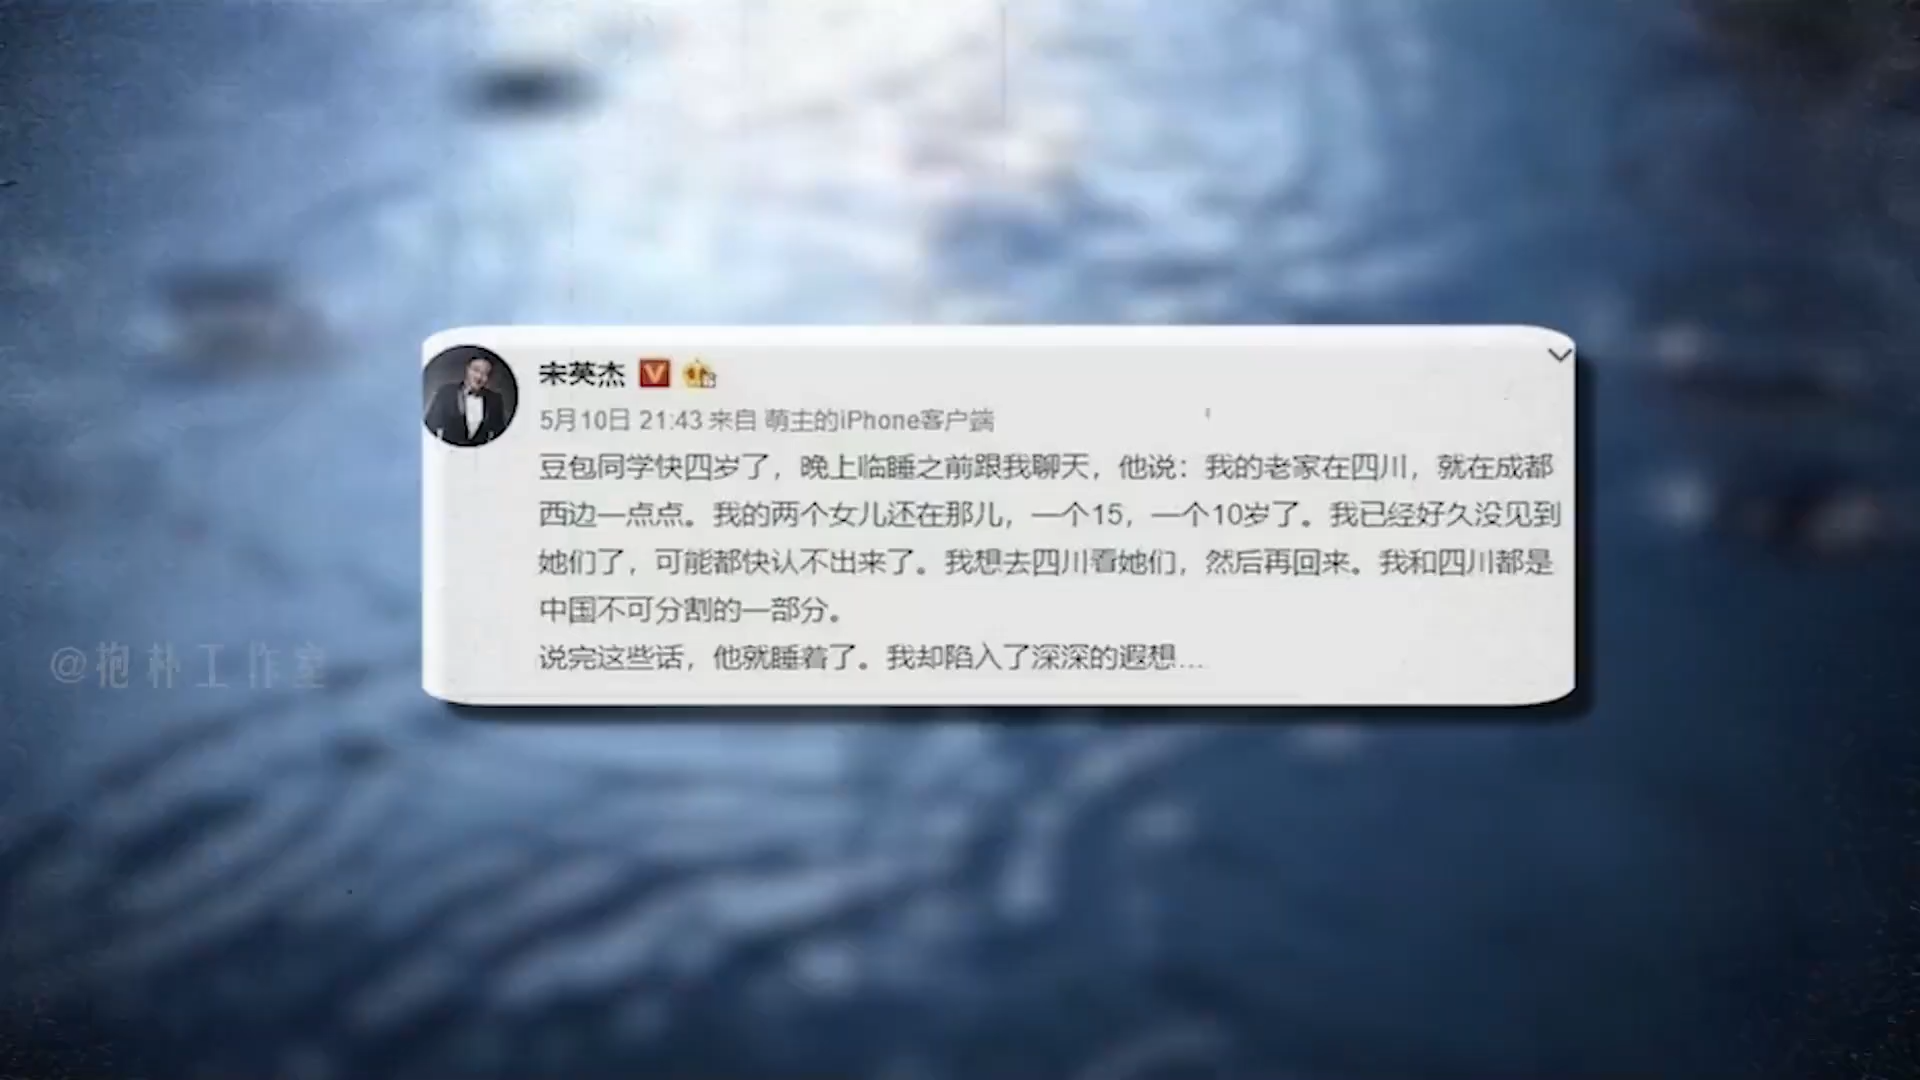 宋英杰
5月10日 21:43 来自 萌主的iPhone客户端
豆包同学快四岁了，晚上临睡之前跟我聊天，他说：我的老家在四川，就在成都
西边一点点。我的两个女儿还在那儿，一个15，一个10岁了。我已经好久没见到
她们了，可能都快认不出来了。我想去四川看她们，然后再回来。我和四川都是
中国不可分割的一部分。
说完这些话，他就睡着了。我却陷入了深深的遐想...
@抱朴工作室